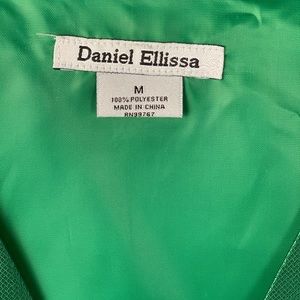 Daniel Ellissa
M
100% POLYESTER
MADE IN CHINA
RN99767